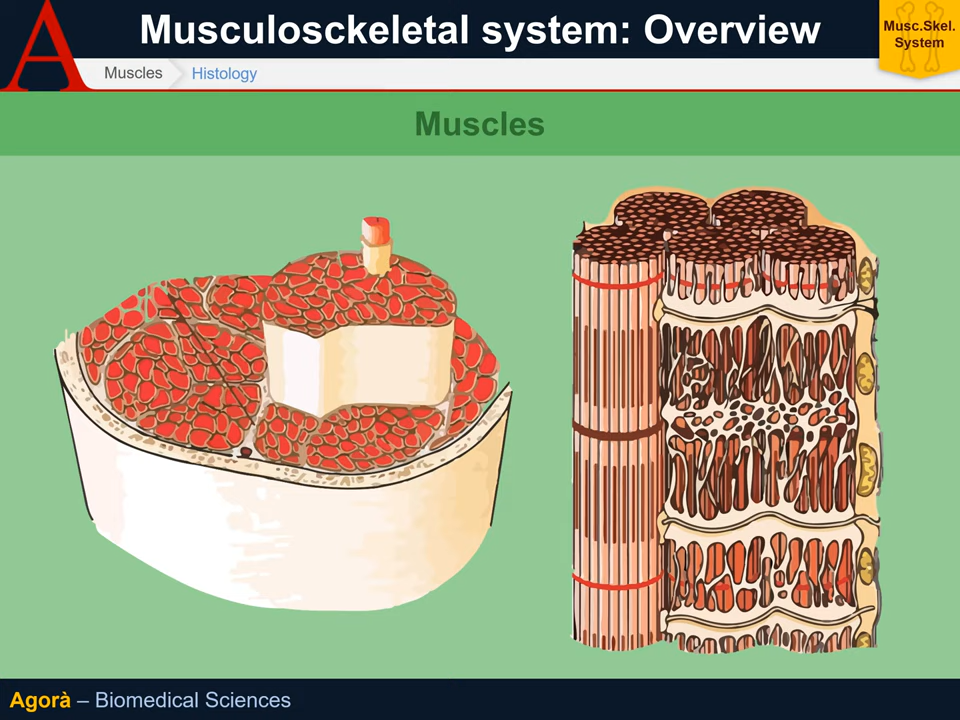 Musculosckeletal system: Overview
Musc.Skel.
System
Muscles
Histology
Muscles
Agorà – Biomedical Sciences